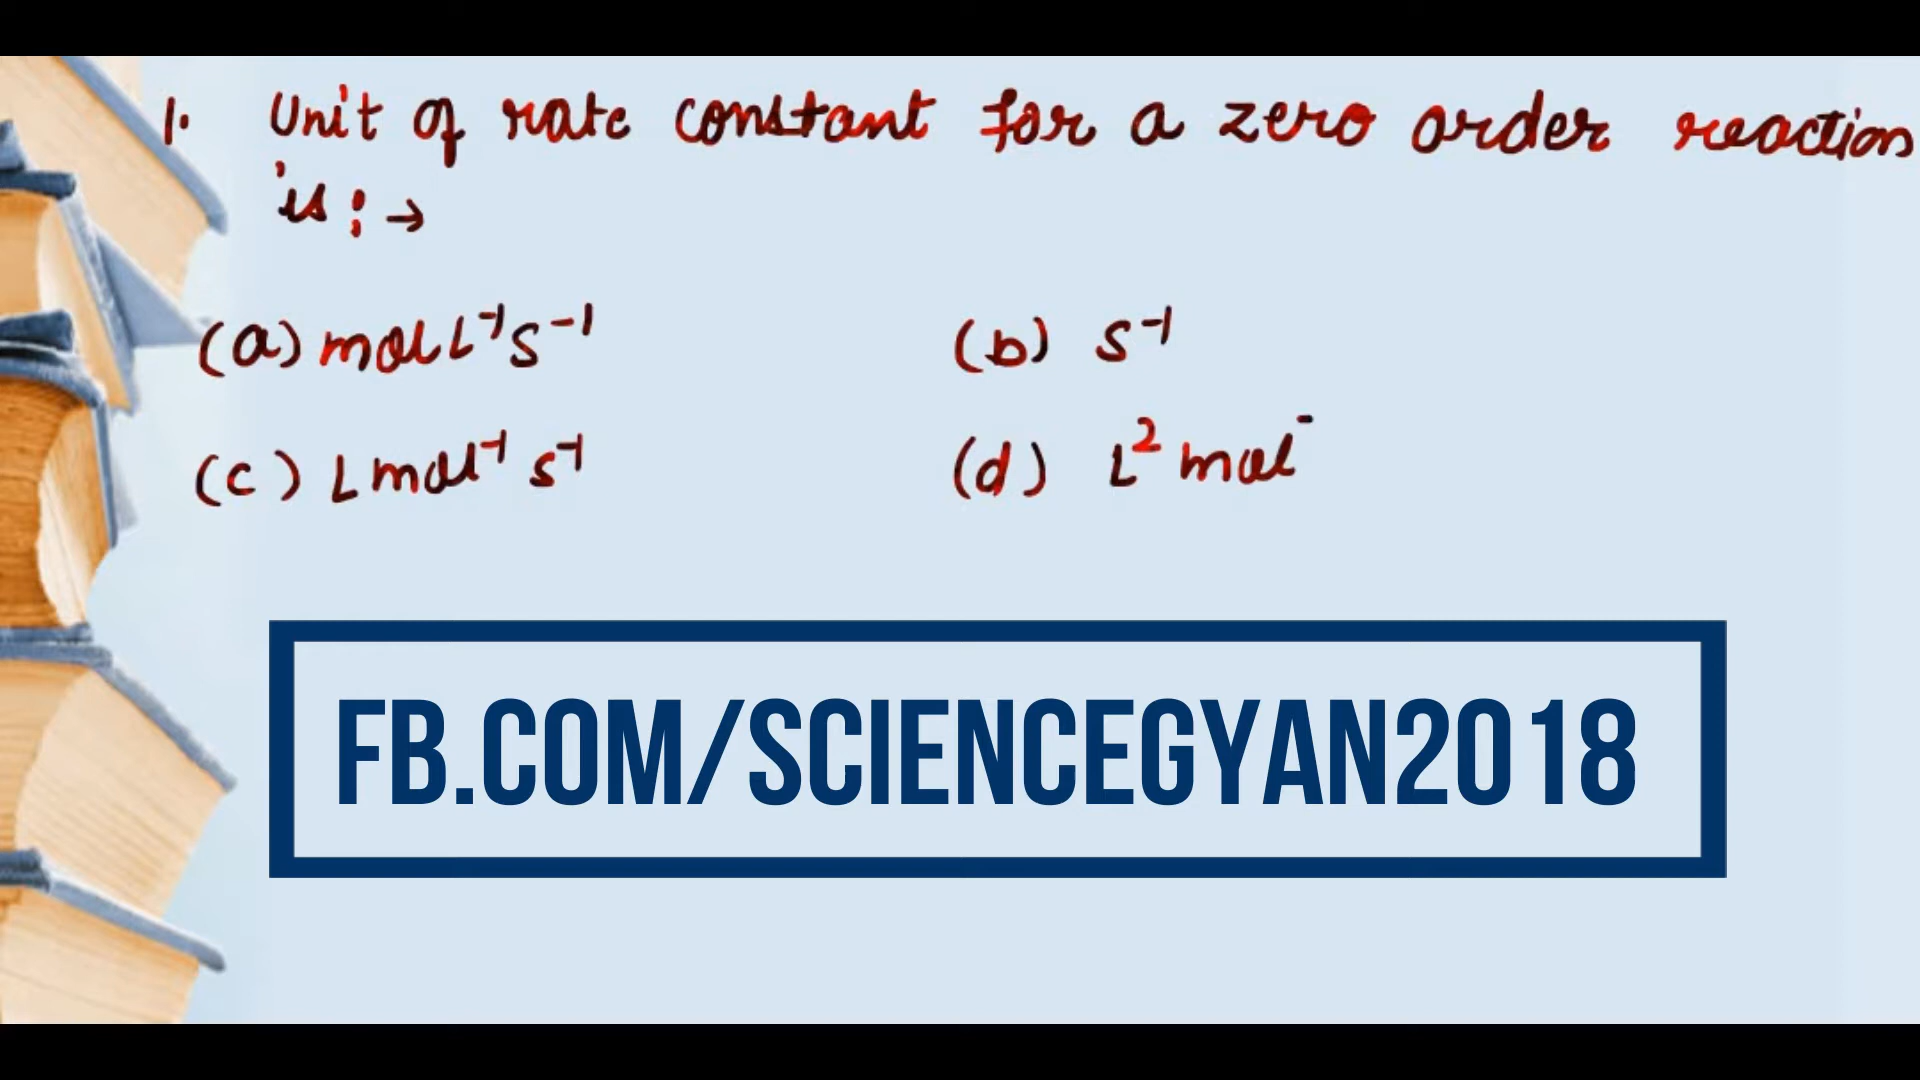 1. Unit of rate constant for a zero order reaction
is : →
(a) mol L⁻¹ s⁻¹ (b) s⁻¹
(c) L mol⁻¹ s⁻¹ (d) L² mol⁻
FB.COM/SCIENCEGYAN2018